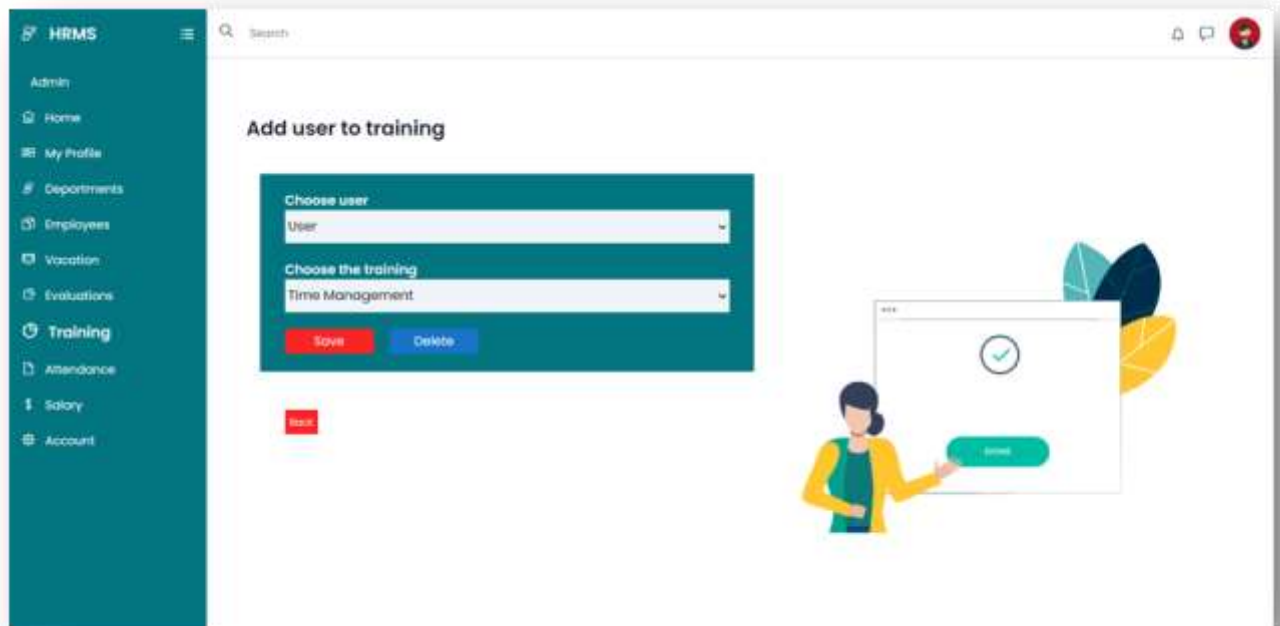 HRMS
Search
Admin
Home
My Profile
Departments
Employees
Vacation
Evaluations
Training
Attendance
$ Salary
Account
Add user to training
Choose user
User
Choose the training
Time Management
Save
Delete
Back